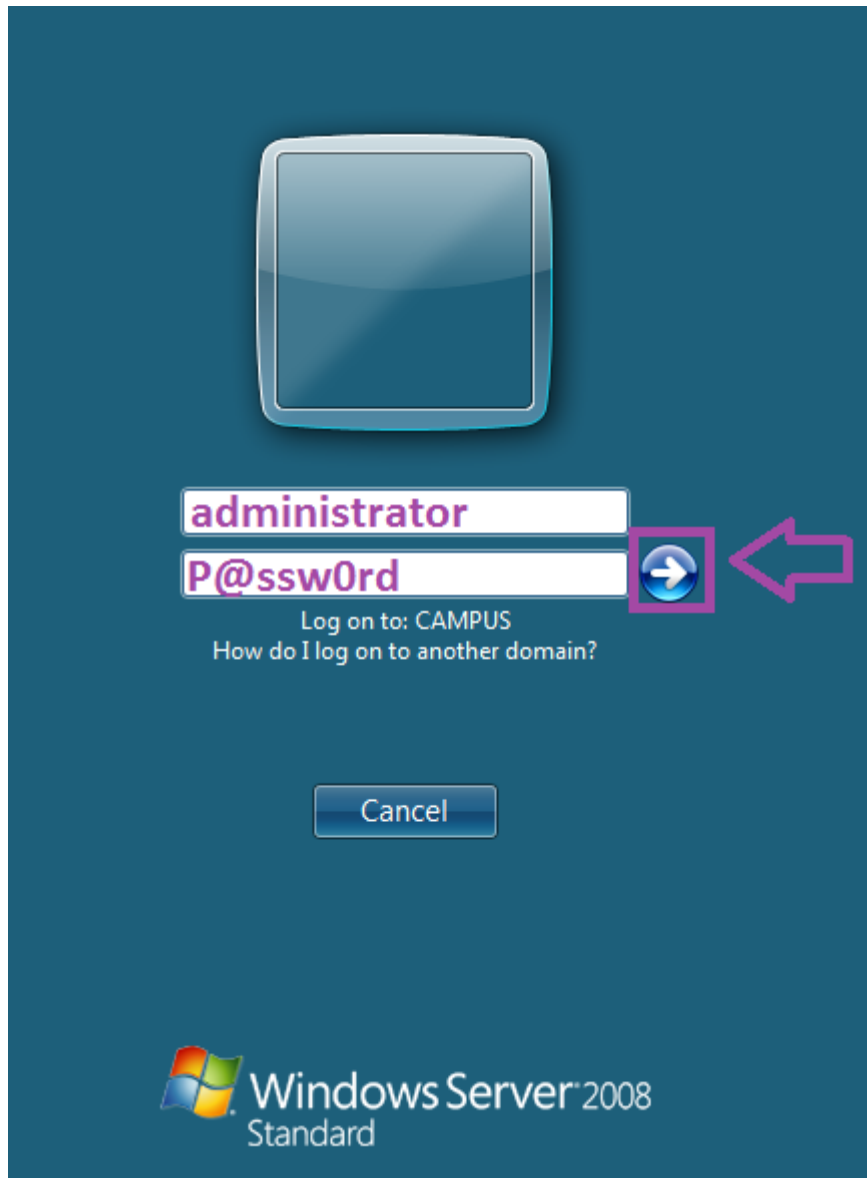 administrator
P@ssw0rd
Log on to: CAMPUS
How do I log on to another domain?
Cancel
Windows Server 2008
Standard